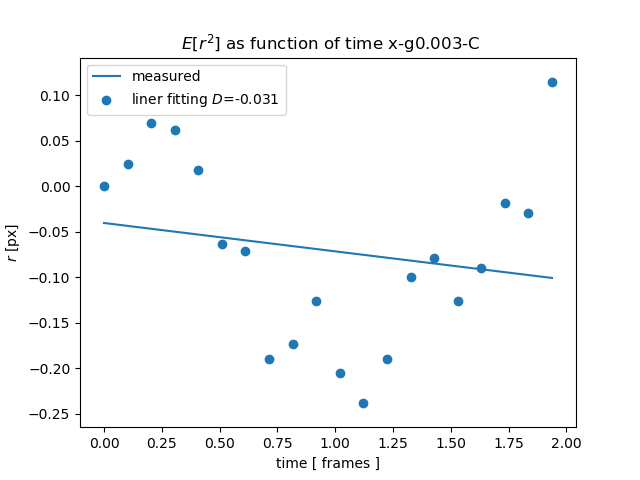 E[r²] as function of time x-g0.003-C
measured
liner fitting D=-0.031
0.10
0.05
0.00
−0.05
−0.10
−0.15
−0.20
−0.25
r [px]
0.00 0.25 0.50 0.75 1.00 1.25 1.50 1.75 2.00
time [ frames ]